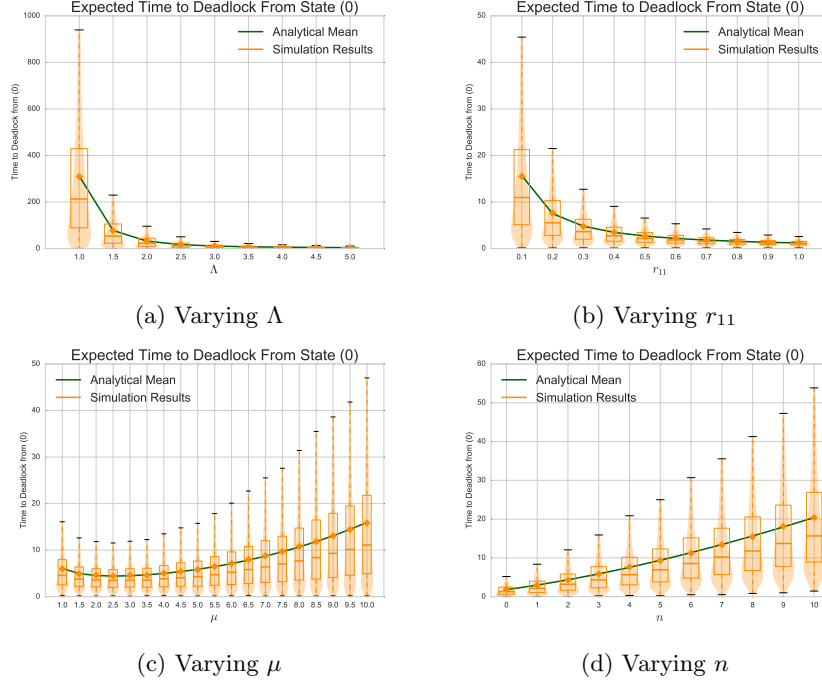 Expected Time to Deadlock From State (0)
1000
800
600
400
200
0
Time to Deadlock from (0)
Analytical Mean
Simulation Results
1.0 1.5 2.0 2.5 3.0 3.5 4.0 4.5 5.0
Λ
(a) Varying Λ
Expected Time to Deadlock From State (0)
50
40
30
20
10
0
Time to Deadlock from (0)
Analytical Mean
Simulation Results
0.1 0.2 0.3 0.4 0.5 0.6 0.7 0.8 0.9 1.0
r₁₁
(b) Varying r₁₁
Expected Time to Deadlock From State (0)
50
40
30
20
10
0
Time to Deadlock from (0)
Analytical Mean
Simulation Results
1.0 1.5 2.0 2.5 3.0 3.5 4.0 4.5 5.0 5.5 6.0 6.5 7.0 7.5 8.0 8.5 9.0 9.5 10.0
μ
(c) Varying μ
Expected Time to Deadlock From State (0)
60
50
40
30
20
10
0
Time to Deadlock from (0)
Analytical Mean
Simulation Results
0 1 2 3 4 5 6 7 8 9 10
n
(d) Varying n